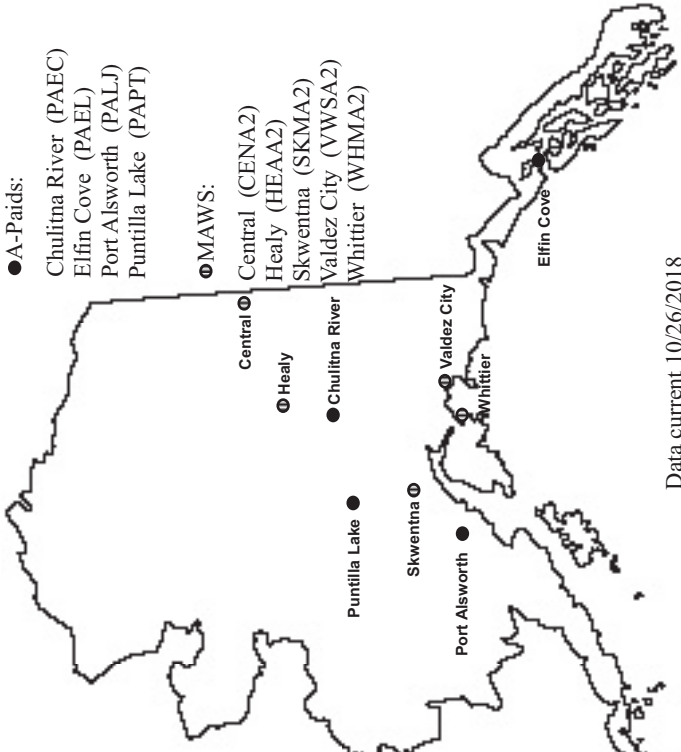 ●A-Paids:
Chulitna River (PAEC)
Elfin Cove (PAEL)
Port Alsworth (PALJ)
Puntilla Lake (PAPT)
MAWS:
Central (CENA2)
Healy (HEAA2)
Skwentna (SKMA2)
Valdez City (VWSA2)
Whittier (WHMA2)
Central
Healy
Chulitna River
Puntilla Lake
Skwentna
Valdez City
Whittier
Port Alsworth
Elfin Cove
Data current 10/26/2018